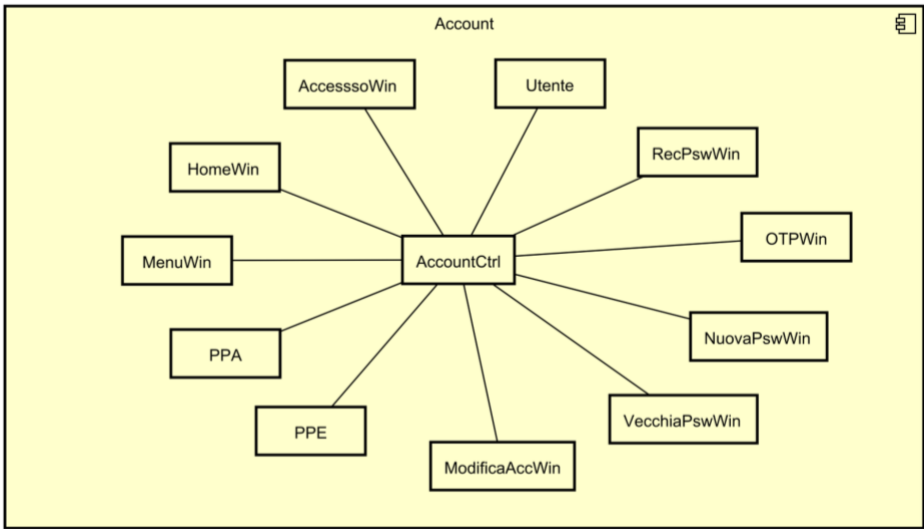 Account
AccesssoWin
Utente
HomeWin
RecPswWin
MenuWin
AccountCtrl
OTPWin
PPA
NuovaPswWin
PPE
VecchiaPswWin
ModificaAccWin